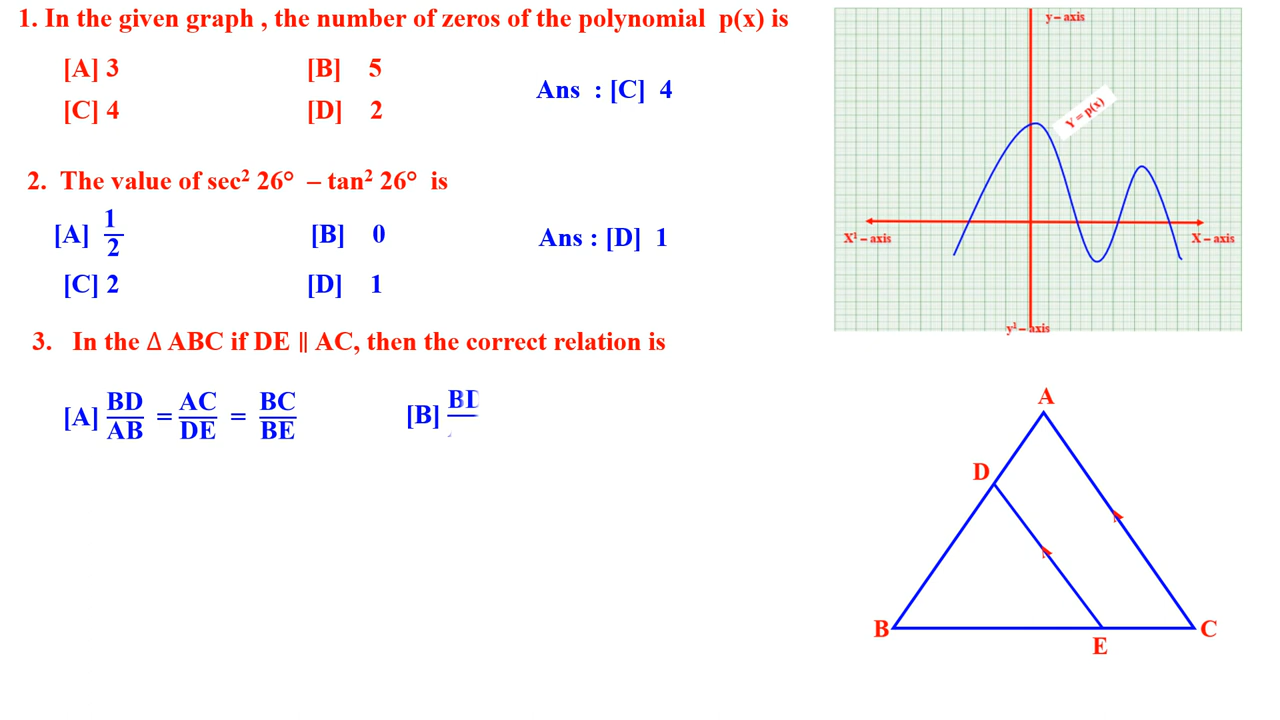 1. In the given graph , the number of zeros of the polynomial p(x) is
[A] 3 [B] 5
[C] 4 [D] 2
Ans : [C] 4
2. The value of sec² 26° – tan² 26° is
[A] 1/2 [B] 0
[C] 2 [D] 1
Ans : [D] 1
3. In the Δ ABC if DE || AC, then the correct relation is
[A] BD/AB = AC/DE = BC/BE [B]
y – axis
Y = p(x)
X¹ – axis
X – axis
y¹ – axis
A
D
B
E
C